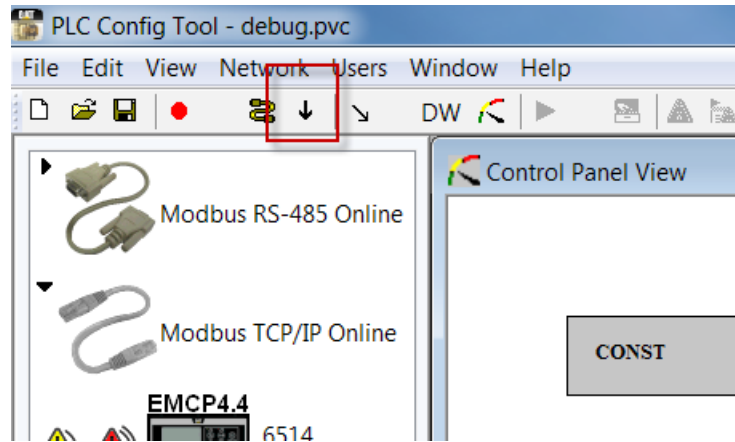 PLC Config Tool - debug.pvc
File Edit View Network Users Window Help
DW
Control Panel View
Modbus RS-485 Online
Modbus TCP/IP Online
CONST
EMCP4.4
6514